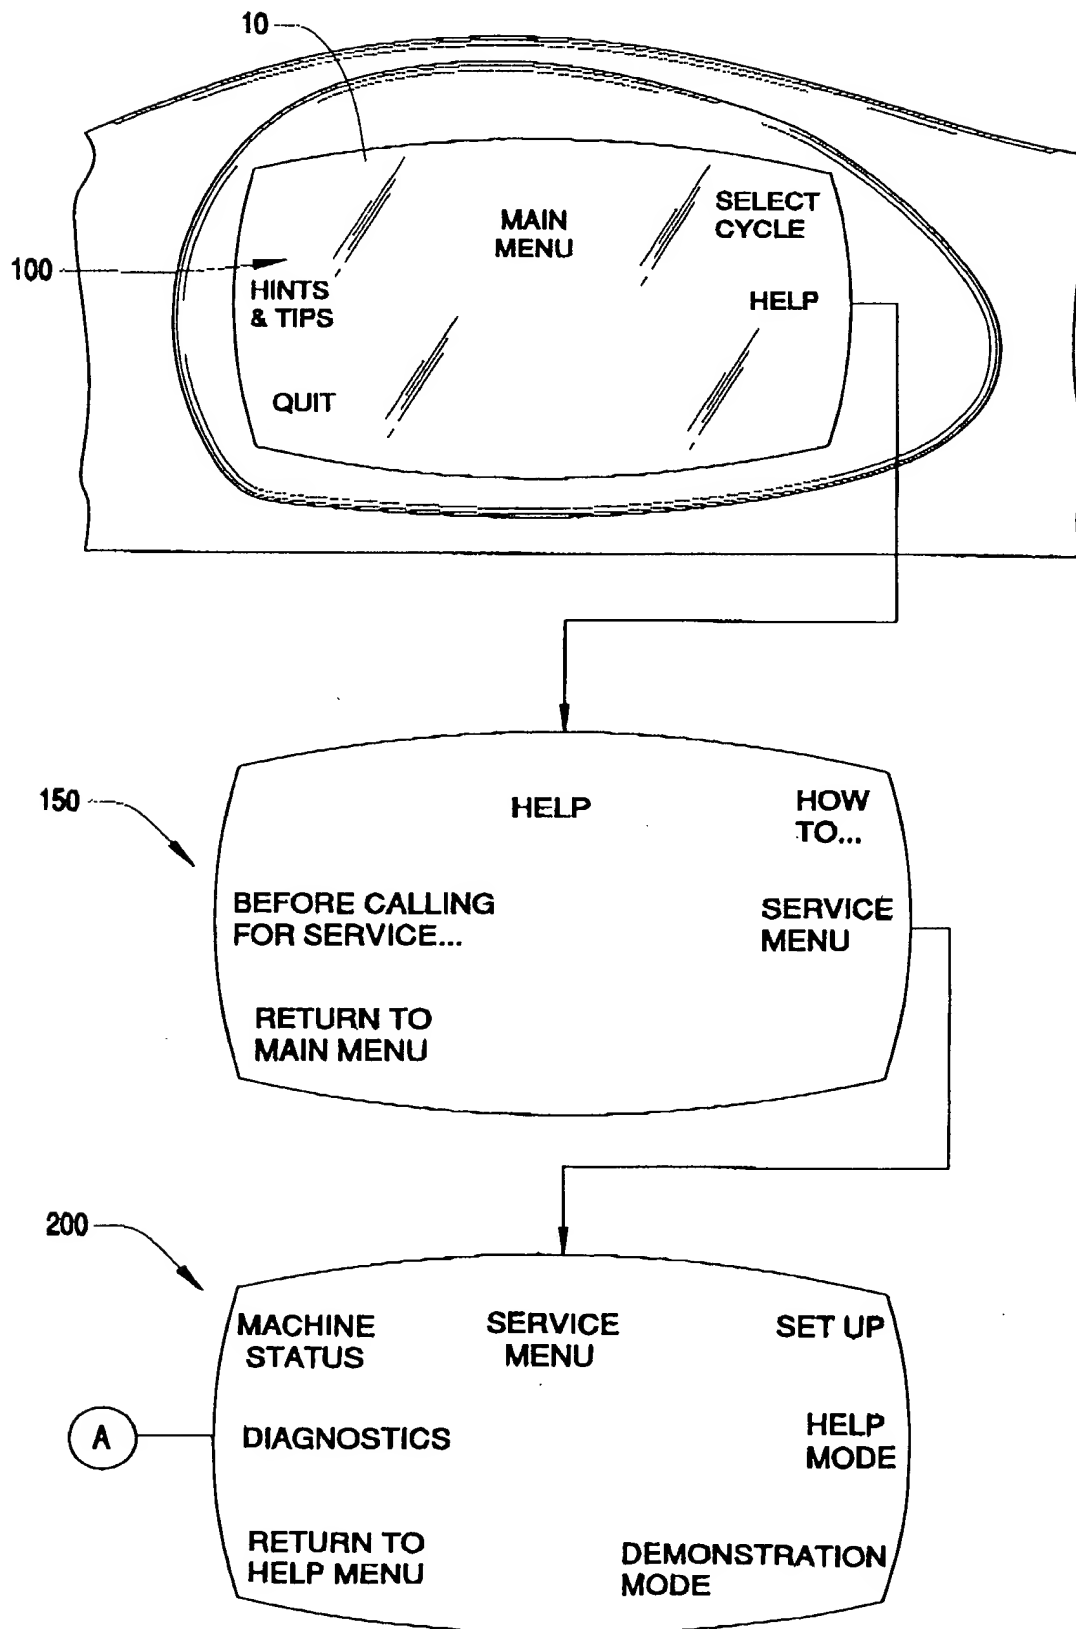 10
MAIN
MENU
SELECT
CYCLE
100
HINTS
& TIPS
HELP
QUIT
150
HELP
HOW
TO...
BEFORE CALLING
FOR SERVICE...
SERVICE
MENU
RETURN TO
MAIN MENU
200
MACHINE
STATUS
SERVICE
MENU
SET UP
A
DIAGNOSTICS
HELP
MODE
RETURN TO
HELP MENU
DEMONSTRATION
MODE